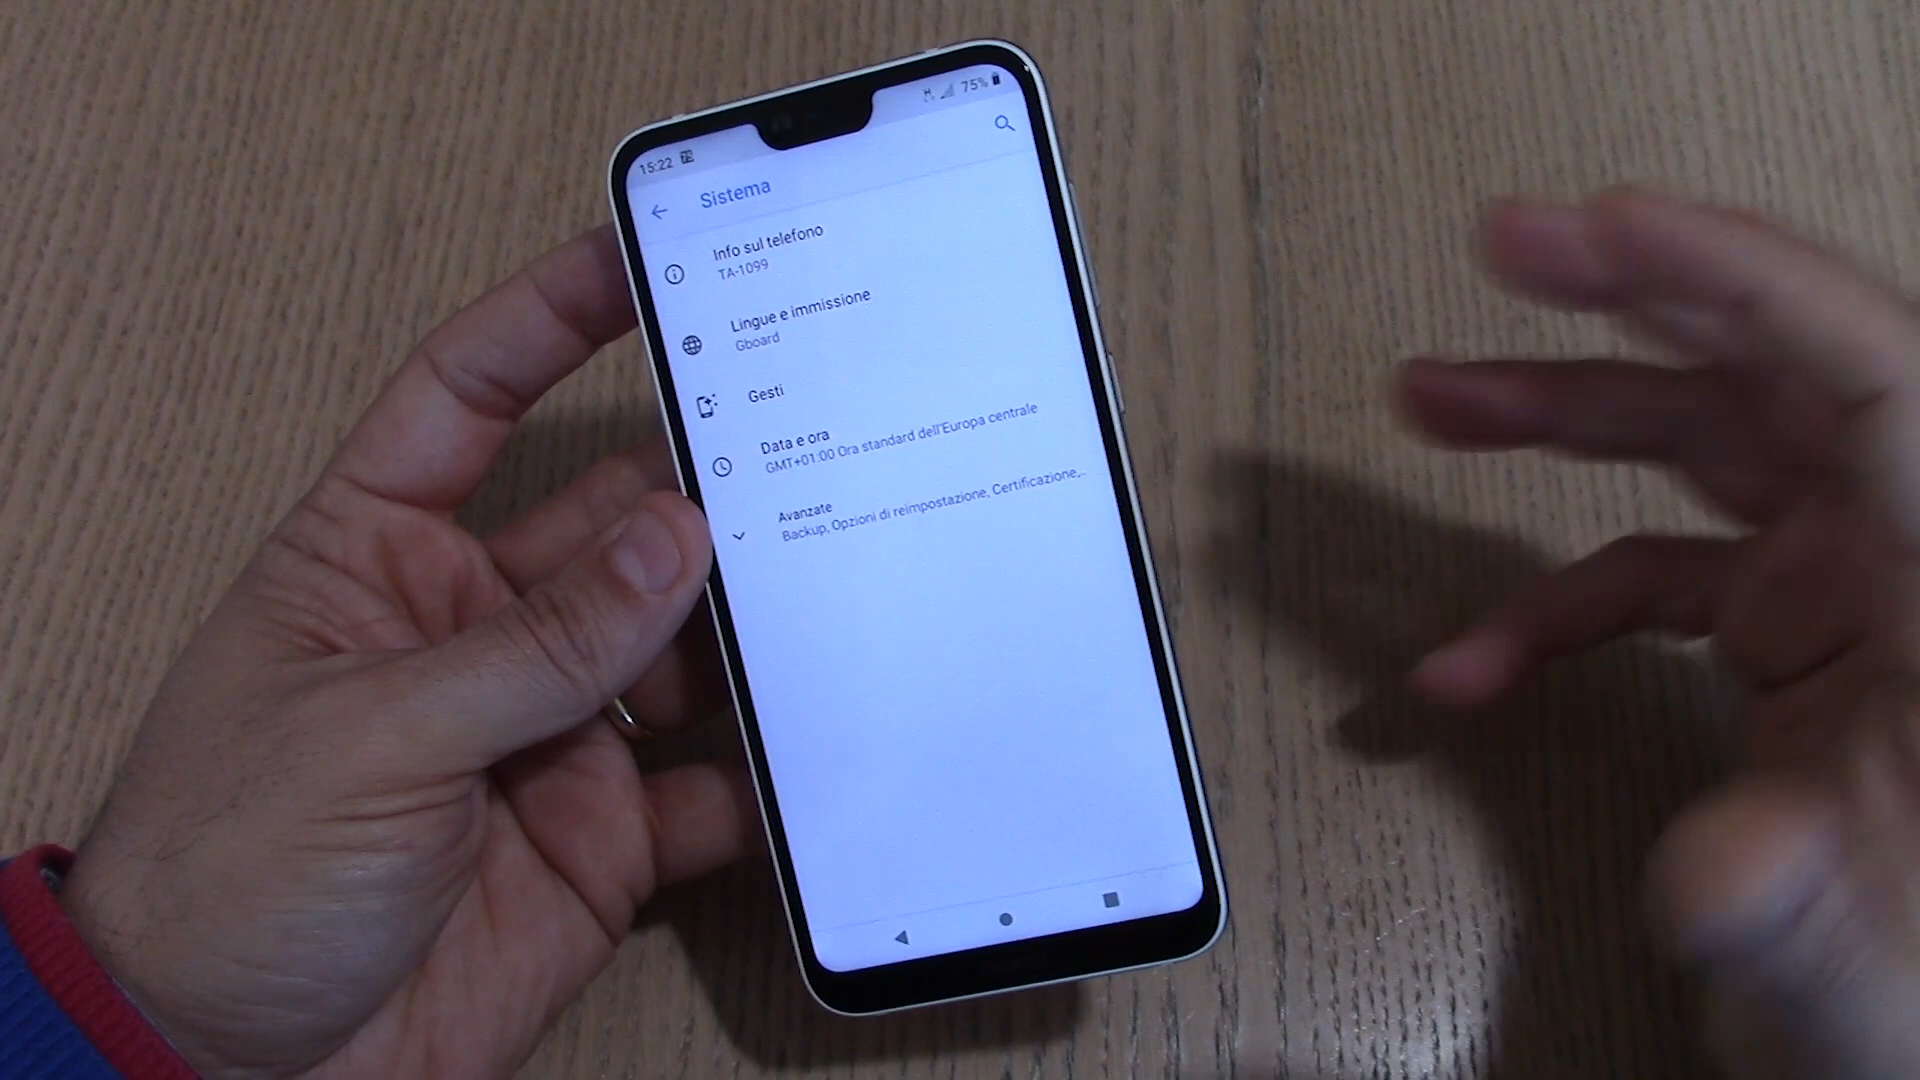 15:22
75%
Sistema
Info sul telefono
TA-1099
Lingue e immissione
Gboard
Gesti
Data e ora
GMT+01:00 Ora standard dell'Europa centrale
Avanzate
Backup, Opzioni di reimpostazione, Certificazione,..